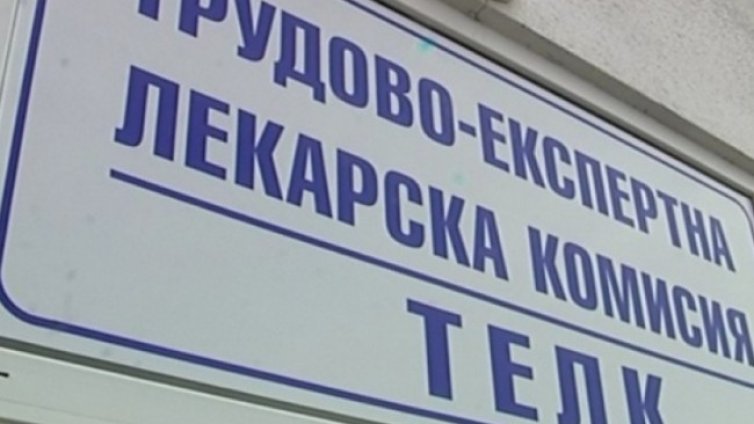 ТРУДОВО-ЕКСПЕРТНА
ЛЕКАРСКА КОМИСИЯ
ТЕЛК